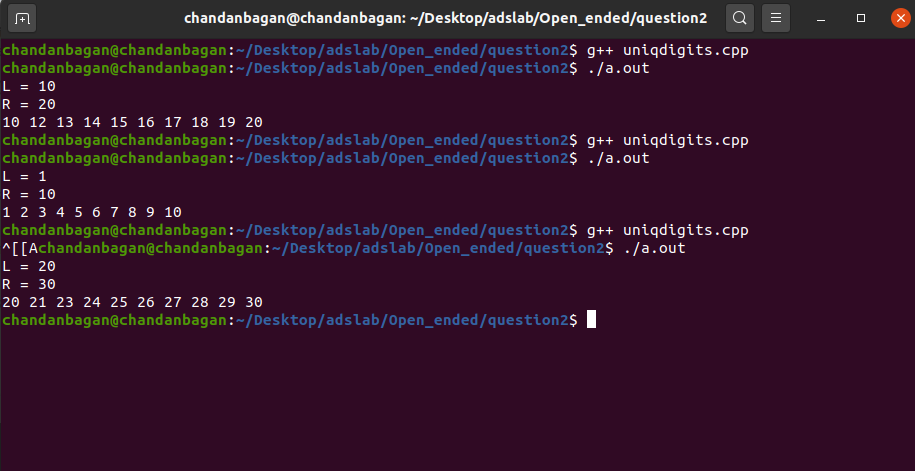 chandanbagan@chandanbagan: ~/Desktop/adslab/Open_ended/question2
chandanbagan@chandanbagan:~/Desktop/adslab/Open_ended/question2$ g++ uniqdigits.cpp
chandanbagan@chandanbagan:~/Desktop/adslab/Open_ended/question2$ ./a.out
L = 10
R = 20
10 12 13 14 15 16 17 18 19 20
chandanbagan@chandanbagan:~/Desktop/adslab/Open_ended/question2$ g++ uniqdigits.cpp
chandanbagan@chandanbagan:~/Desktop/adslab/Open_ended/question2$ ./a.out
L = 1
R = 10
1 2 3 4 5 6 7 8 9 10
chandanbagan@chandanbagan:~/Desktop/adslab/Open_ended/question2$ g++ uniqdigits.cpp
^[[Achandanbagan@chandanbagan:~/Desktop/adslab/Open_ended/question2$ ./a.out
L = 20
R = 30
20 21 23 24 25 26 27 28 29 30
chandanbagan@chandanbagan:~/Desktop/adslab/Open_ended/question2$